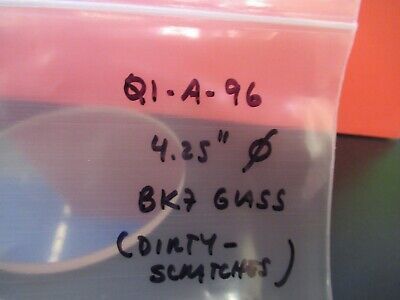 Q1-A-96
4.25" Ø
BK7 GLASS
(DIRTY-
SCRATCHES)